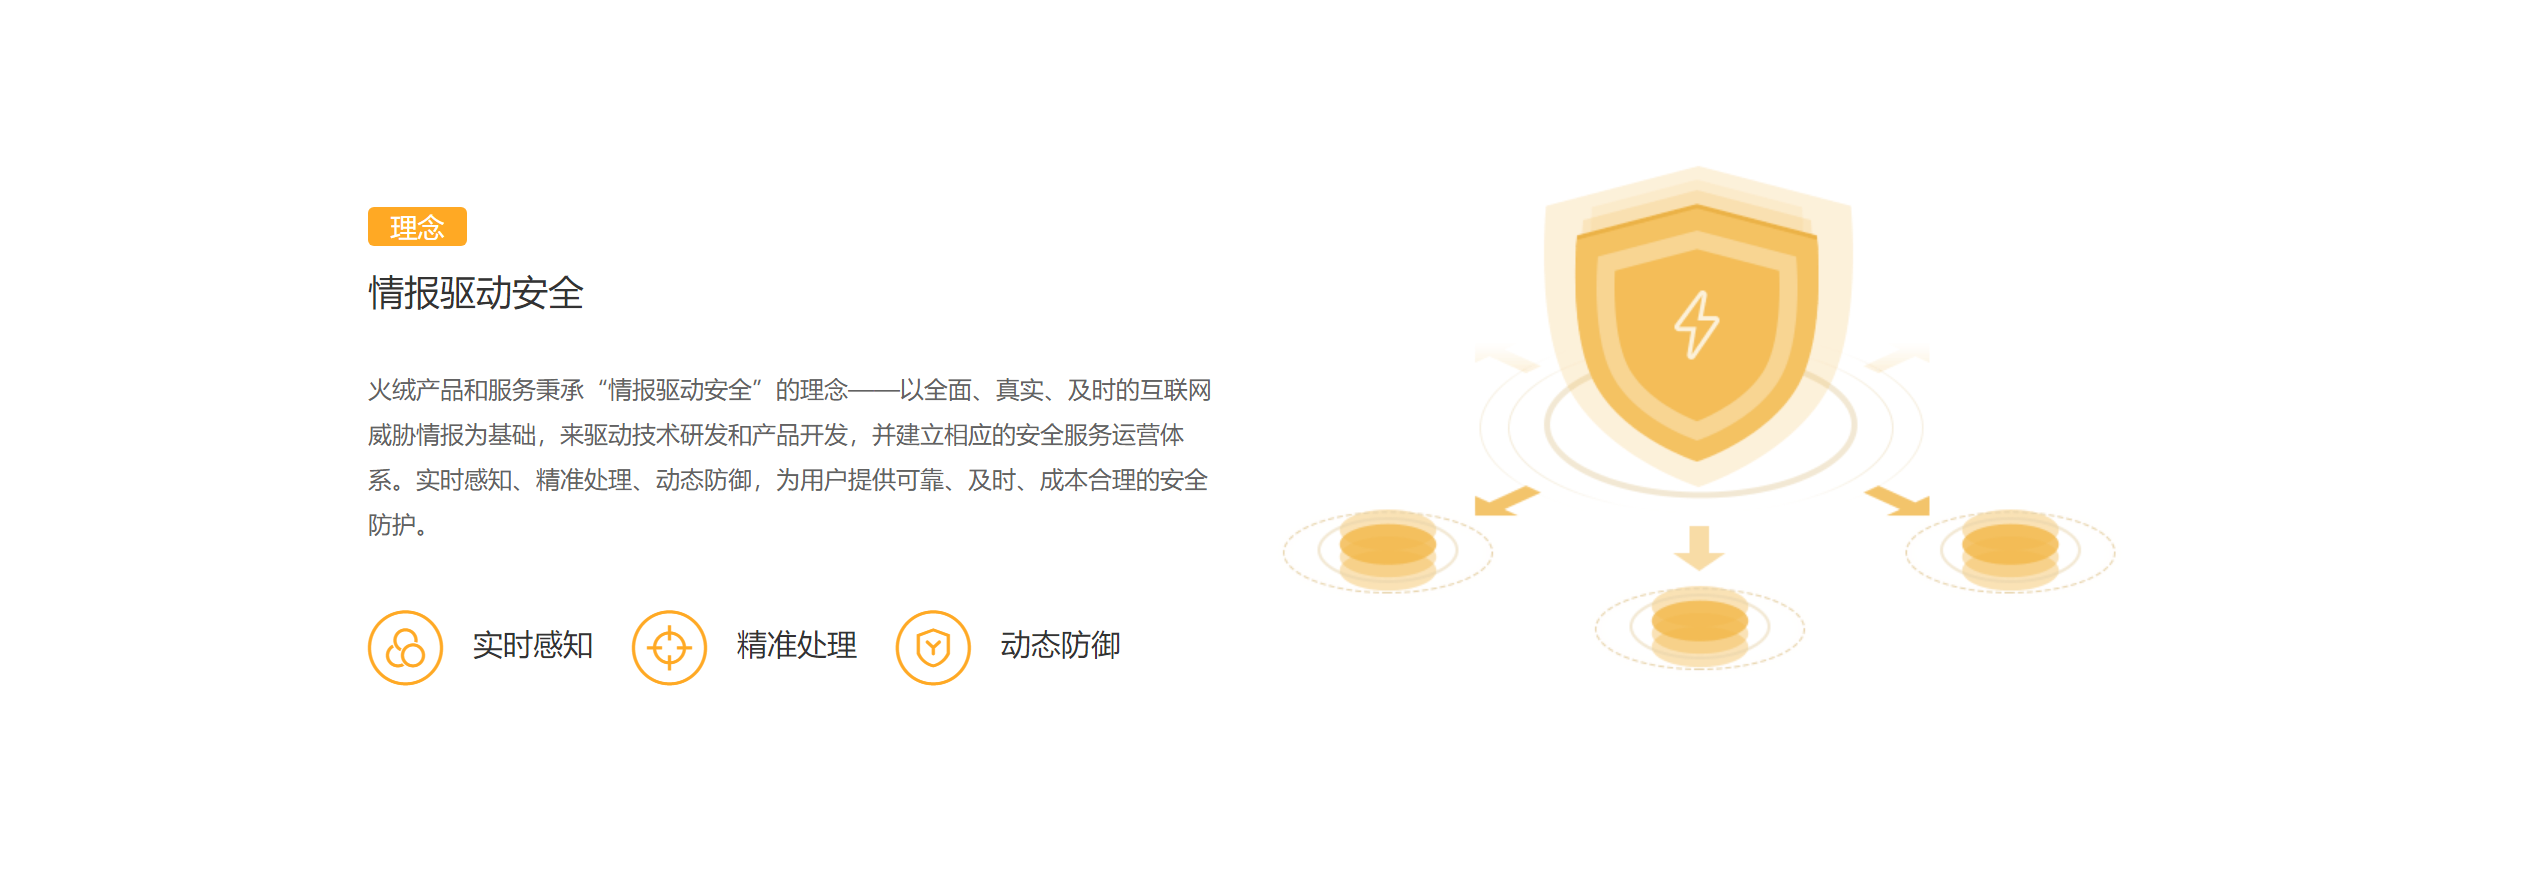 理念
情报驱动安全
火绒产品和服务秉承“情报驱动安全”的理念——以全面、真实、及时的互联网
威胁情报为基础，来驱动技术研发和产品开发，并建立相应的安全服务运营体
系。实时感知、精准处理、动态防御，为用户提供可靠、及时、成本合理的安全
防护。
实时感知 精准处理 动态防御